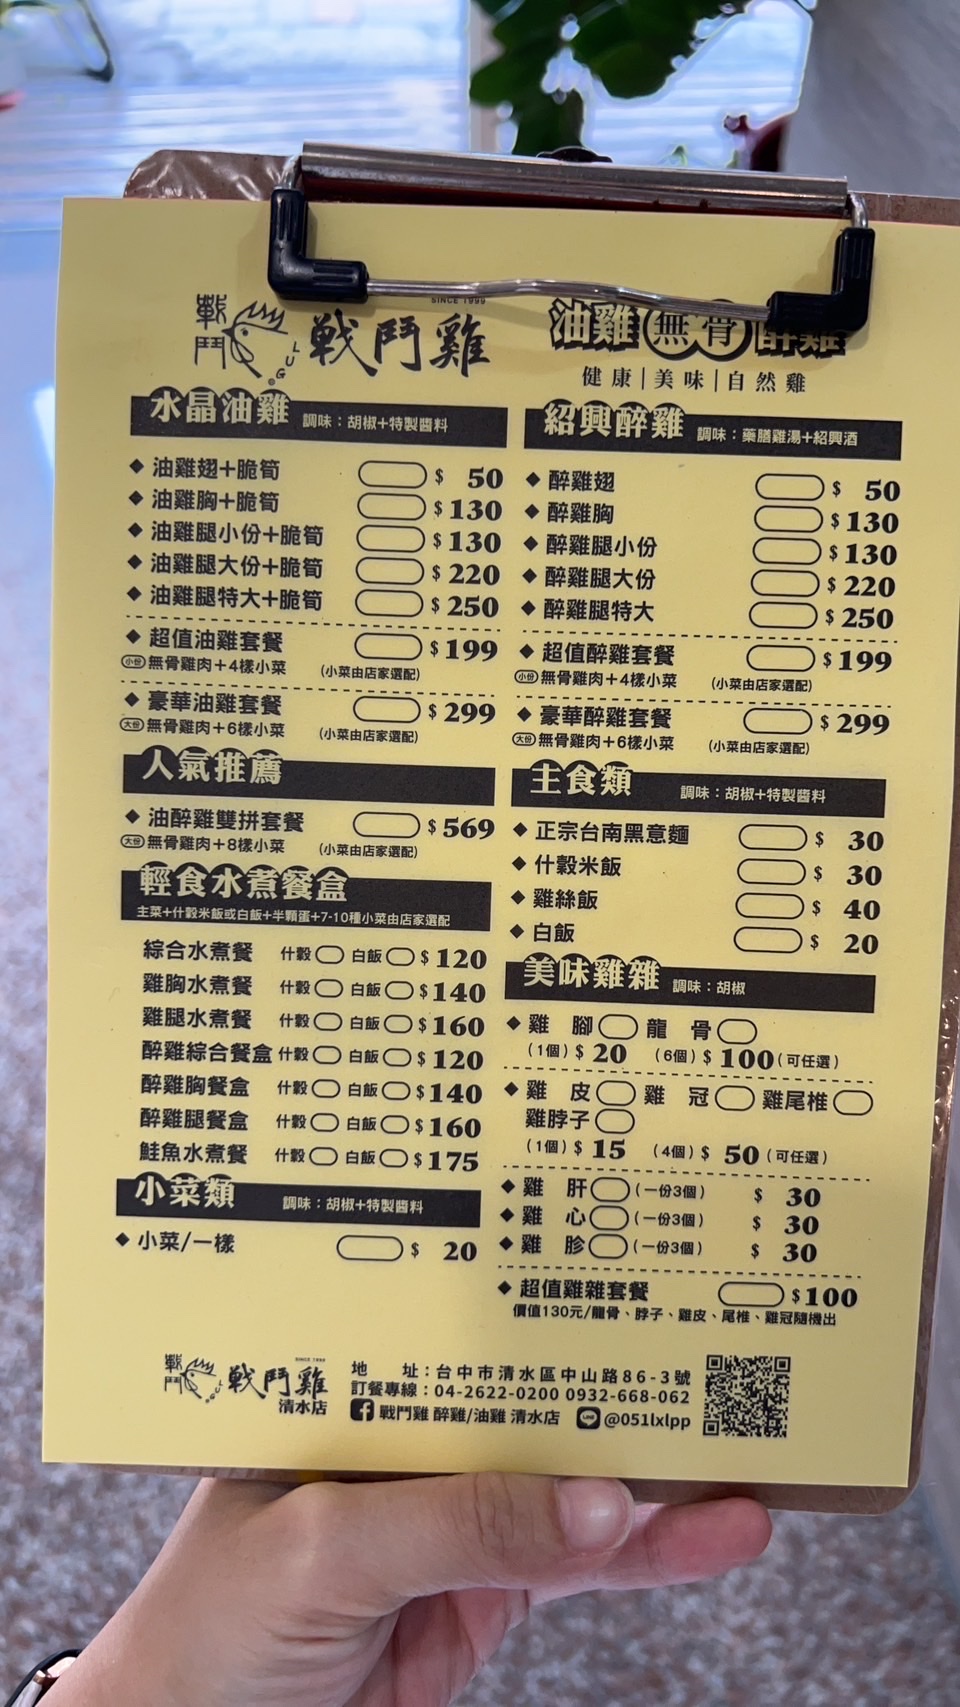 SINCE 1999
戰鬥 戰鬥雞
LUGG
油雞無骨醉雞
健康|美味|自然雞
水晶油雞 調味：胡椒+特製醬料
◆ 油雞翅+脆筍 $ 50
◆ 油雞胸+脆筍 $ 130
◆ 油雞腿小份+脆筍 $ 130
◆ 油雞腿大份+脆筍 $ 220
◆ 油雞腿特大+脆筍 $ 250
◆ 超值油雞套餐 $ 199
小份 無骨雞肉+4樣小菜 (小菜由店家選配)
◆ 豪華油雞套餐 $ 299
大份 無骨雞肉+6樣小菜 (小菜由店家選配)
人氣推薦
◆ 油醉雞雙拼套餐 $ 569
大份 無骨雞肉+8樣小菜 (小菜由店家選配)
輕食水煮餐盒
主菜+什穀米飯或白飯+半顆蛋+7-10種小菜由店家選配
綜合水煮餐 什穀 白飯 $ 120
雞胸水煮餐 什穀 白飯 $ 140
雞腿水煮餐 什穀 白飯 $ 160
醉雞綜合餐盒 什穀 白飯 $ 120
醉雞胸餐盒 什穀 白飯 $ 140
醉雞腿餐盒 什穀 白飯 $ 160
鮭魚水煮餐 什穀 白飯 $ 175
小菜類 調味：胡椒+特製醬料
◆ 小菜/一樣 $ 20
紹興醉雞 調味：藥膳雞湯+紹興酒
◆ 醉雞翅 $ 50
◆ 醉雞胸 $ 130
◆ 醉雞腿小份 $ 130
◆ 醉雞腿大份 $ 220
◆ 醉雞腿特大 $ 250
◆ 超值醉雞套餐 $ 199
小份 無骨雞肉+4樣小菜 (小菜由店家選配)
◆ 豪華醉雞套餐 $ 299
大份 無骨雞肉+6樣小菜 (小菜由店家選配)
主食類 調味：胡椒+特製醬料
◆ 正宗台南黑意麵 $ 30
◆ 什穀米飯 $ 30
◆ 雞絲飯 $ 40
◆ 白飯 $ 20
美味雞雜 調味：胡椒
◆ 雞 腳 龍 骨
(1個) $ 20 (6個) $ 100 (可任選)
◆ 雞 皮 雞 冠 雞尾椎
雞脖子
(1個) $ 15 (4個) $ 50 (可任選)
◆ 雞 肝 (一份3個) $ 30
◆ 雞 心 (一份3個) $ 30
◆ 雞 胗 (一份3個) $ 30
◆ 超值雞雜套餐 $ 100
價值130元/龍骨、脖子、雞皮、尾椎、雞冠隨機出
SINCE 1999
戰鬥 戰鬥雞
清水店
地 址：台中市清水區中山路86-3號
訂餐專線：04-2622-0200 0932-668-062
戰鬥雞 醉雞/油雞 清水店 LINE @051lxlpp